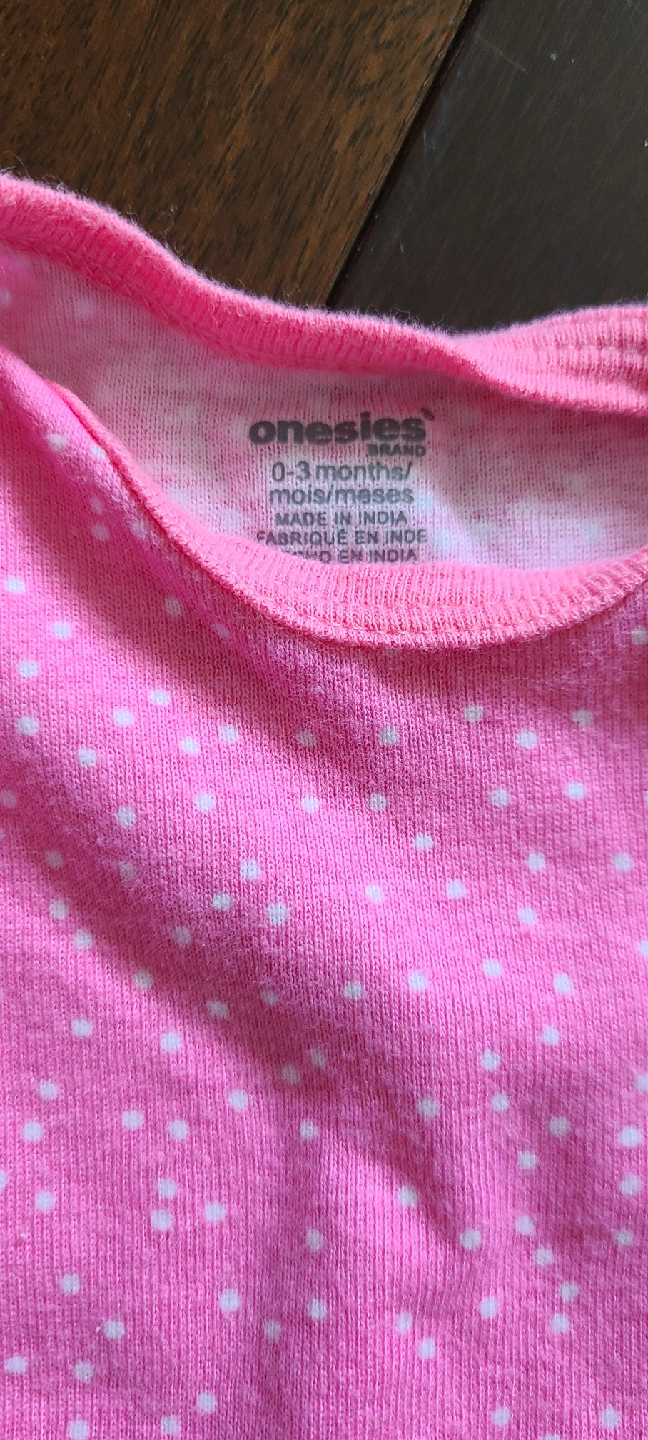 onesies
BRAND
0-3 months/
mois/meses
MADE IN INDIA
FABRIQUÉ EN INDE
EN INDIA